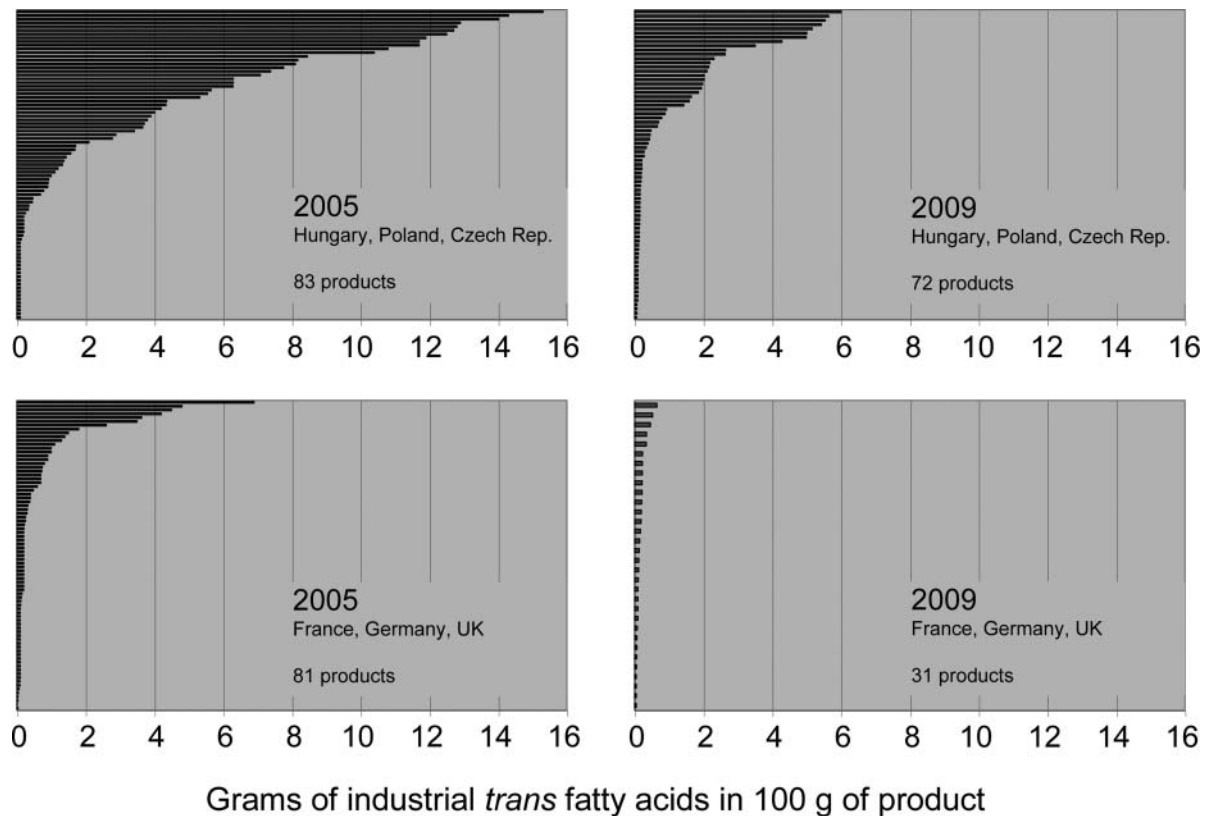 2005
Hungary, Poland, Czech Rep.
83 products
0 2 4 6 8 10 12 14 16
2009
Hungary, Poland, Czech Rep.
72 products
0 2 4 6 8 10 12 14 16
2005
France, Germany, UK
81 products
0 2 4 6 8 10 12 14 16
2009
France, Germany, UK
31 products
0 2 4 6 8 10 12 14 16
Grams of industrial trans fatty acids in 100 g of product